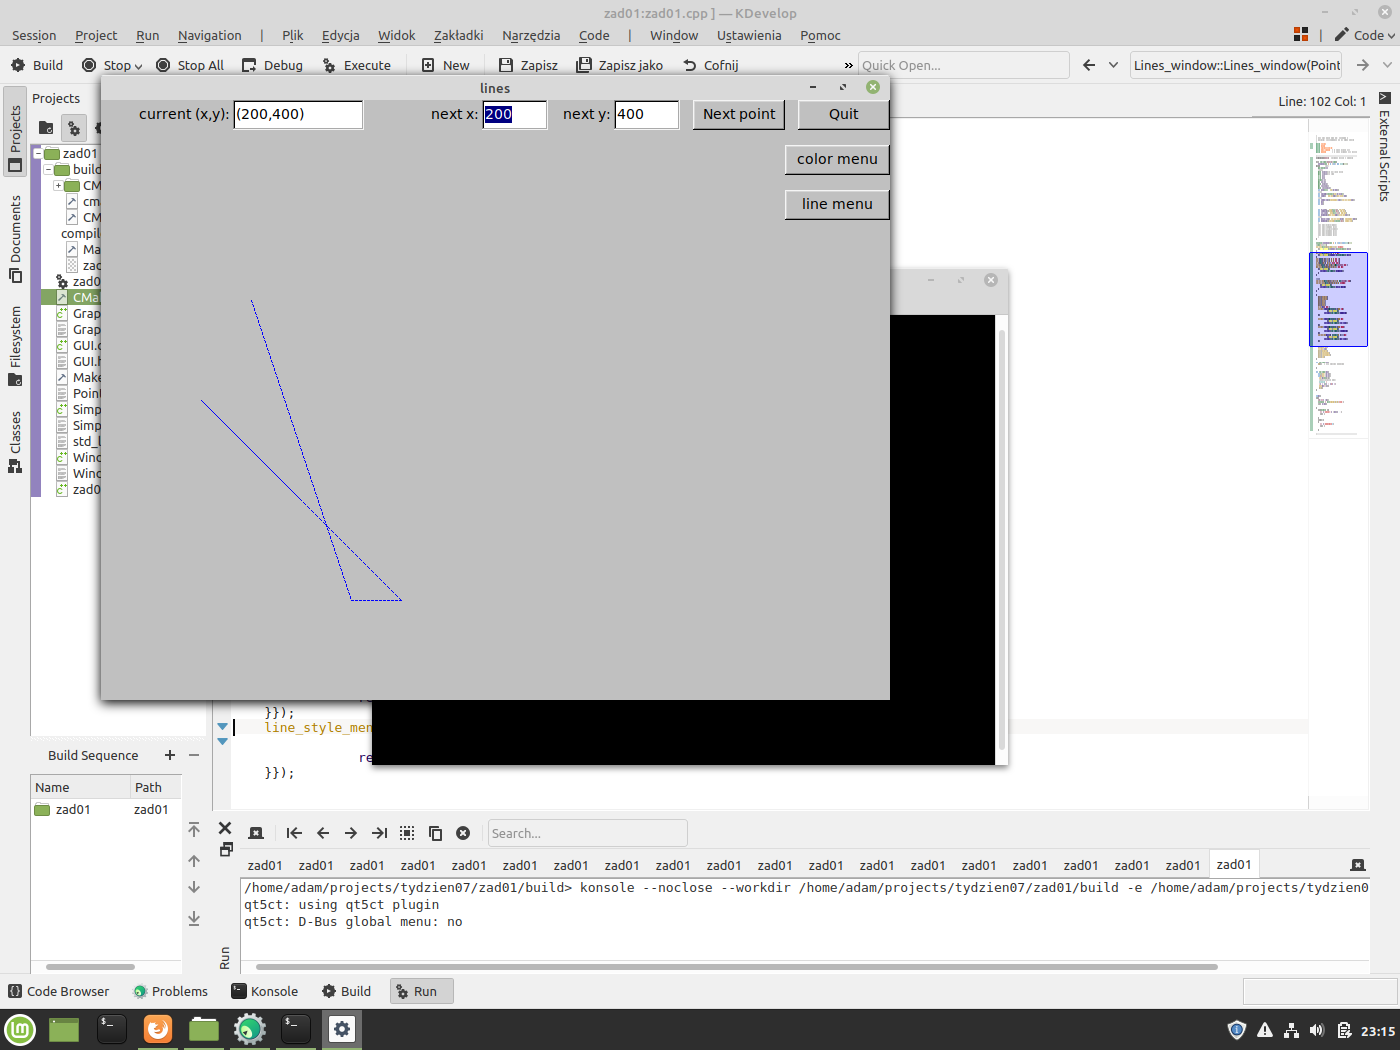 zad01:zad01.cpp ] — KDevelop
Session Project Run Navigation | Plik Edycja Widok Zakładki Narzędzia Code | Window Ustawienia Pomoc | Code
Build Stop Stop All Debug Execute New Zapisz Zapisz jako Cofnij » Quick Open... Lines_window::Lines_window(Point
lines
Projects
Line: 102 Col: 1
current (x,y): (200,400) next x: 200 next y: 400 Next point Quit
color menu
line menu
Projects
Documents
Filesystem
Classes
External Scripts
zad01
build
CM
cm
CM
compil
Ma
zad
zad0
CMa
Grap
Grap
GUI.c
GUI.h
Make
Point
Simp
Simp
std_l
Wind
Wind
zad0
}});
line_style_men
re
}});
Build Sequence
Name Path
zad01 zad01
Search...
zad01 zad01 zad01 zad01 zad01 zad01 zad01 zad01 zad01 zad01 zad01 zad01 zad01 zad01 zad01 zad01 zad01 zad01 zad01 zad01
/home/adam/projects/tydzien07/zad01/build> konsole --noclose --workdir /home/adam/projects/tydzien07/zad01/build -e /home/adam/projects/tydzien0
qt5ct: using qt5ct plugin
qt5ct: D-Bus global menu: no
Run
Code Browser Problems Konsole Build Run
23:15